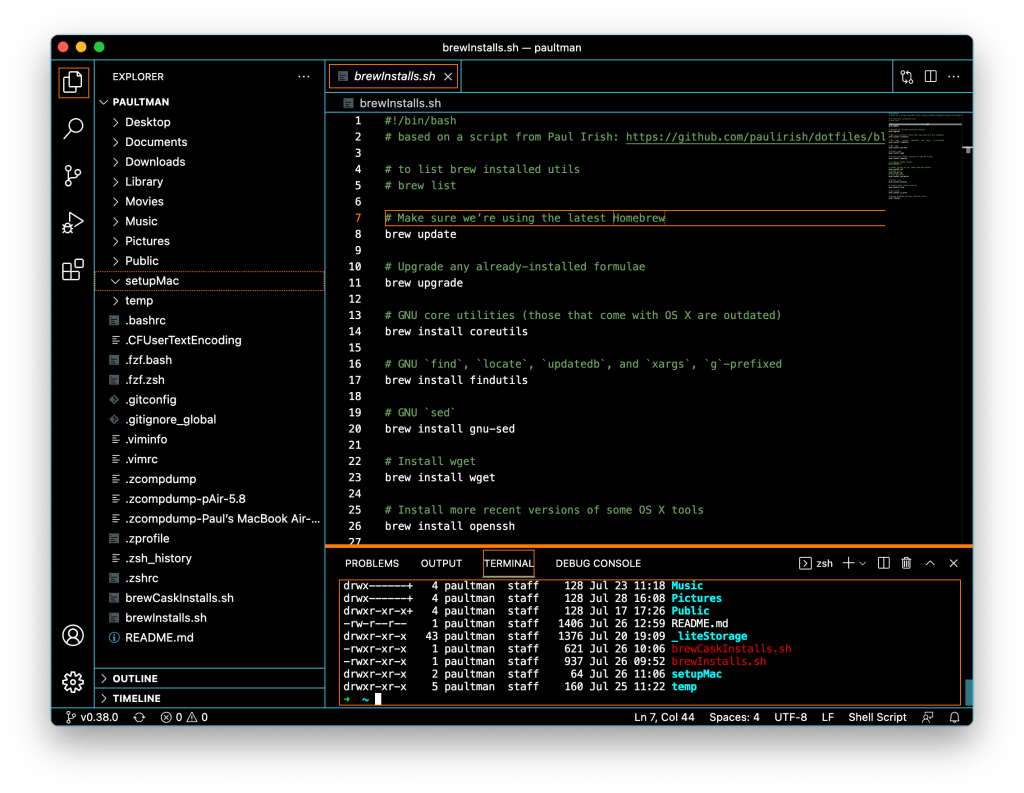 brewInstalls.sh — paultman
EXPLORER
PAULTMAN
Desktop
Documents
Downloads
Library
Movies
Music
Pictures
Public
setupMac
temp
.bashrc
.CFUserTextEncoding
.fzf.bash
.fzf.zsh
.gitconfig
.gitignore_global
.viminfo
.vimrc
.zcompdump
.zcompdump-pAir-5.8
.zcompdump-Paul’s MacBook Air-...
.zprofile
.zsh_history
.zshrc
brewCaskInstalls.sh
brewInstalls.sh
README.md
OUTLINE
TIMELINE
brewInstalls.sh
brewInstalls.sh
1 #!/bin/bash
2 # based on a script from Paul Irish: https://github.com/paulirish/dotfiles/bl
3
4 # to list brew installed utils
5 # brew list
6
7 # Make sure we’re using the latest Homebrew
8 brew update
9
10 # Upgrade any already-installed formulae
11 brew upgrade
12
13 # GNU core utilities (those that come with OS X are outdated)
14 brew install coreutils
15
16 # GNU `find`, `locate`, `updatedb`, and `xargs`, `g`-prefixed
17 brew install findutils
18
19 # GNU `sed`
20 brew install gnu-sed
21
22 # Install wget
23 brew install wget
24
25 # Install more recent versions of some OS X tools
26 brew install openssh
27
PROBLEMS OUTPUT TERMINAL DEBUG CONSOLE zsh
drwx------+ 4 paultman staff 128 Jul 23 11:18 Music
drwx------+ 4 paultman staff 128 Jul 28 16:08 Pictures
drwxr-xr-x+ 4 paultman staff 128 Jul 17 17:26 Public
-rw-r--r-- 1 paultman staff 1406 Jul 26 12:59 README.md
drwxr-xr-x 43 paultman staff 1376 Jul 20 19:09 _liteStorage
-rwxr-xr-x 1 paultman staff 621 Jul 26 10:06 brewCaskInstalls.sh
-rwxr-xr-x 1 paultman staff 937 Jul 26 09:52 brewInstalls.sh
drwxr-xr-x 2 paultman staff 64 Jul 26 11:06 setupMac
drwxr-xr-x 5 paultman staff 160 Jul 25 11:22 temp
➜ ~
v0.38.0 0 0 Ln 7, Col 44 Spaces: 4 UTF-8 LF Shell Script